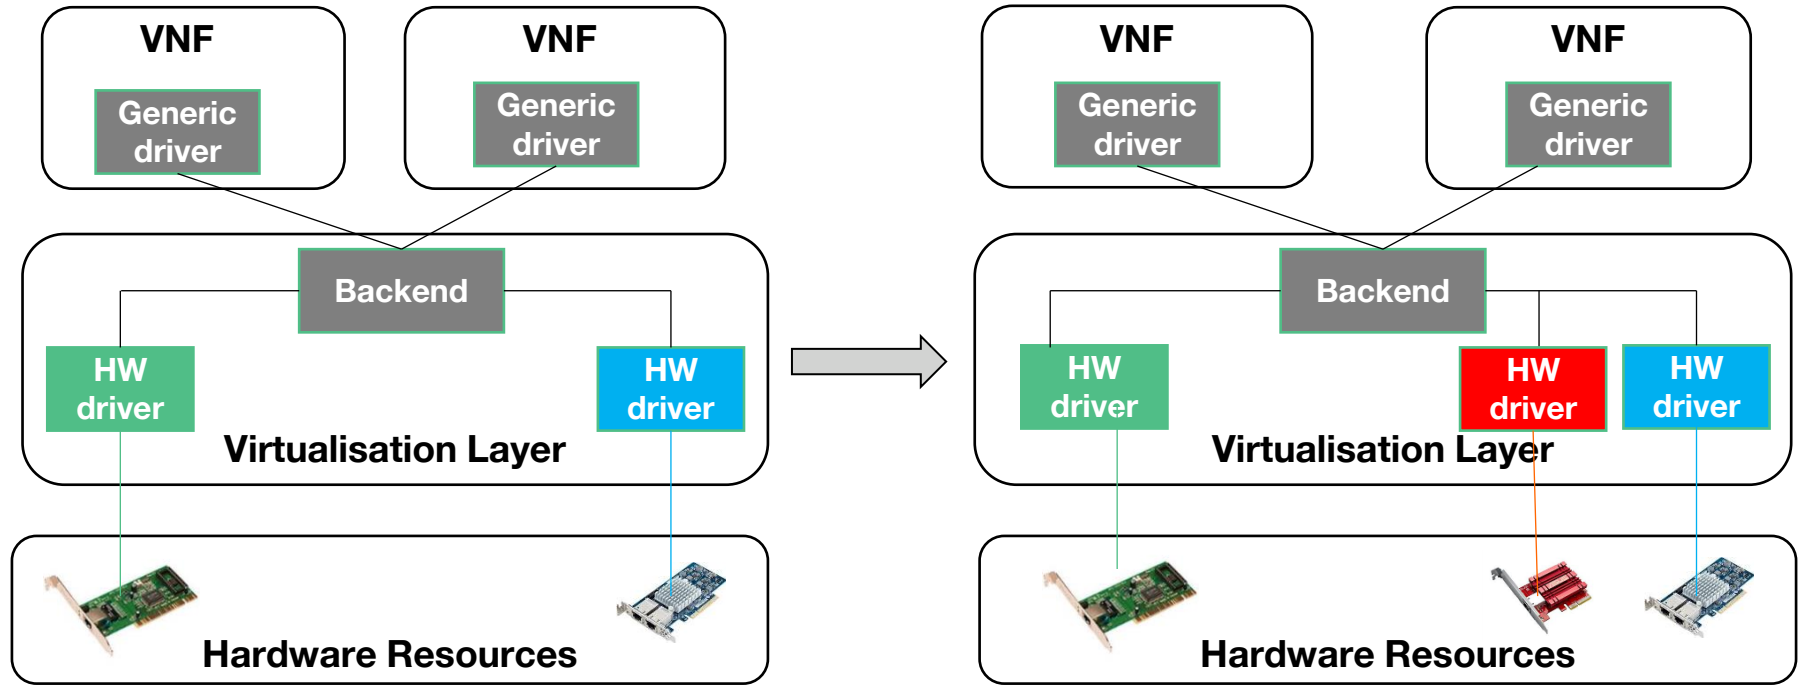 VNF
VNF
Generic
driver
Generic
driver
Backend
HW
driver
HW
driver
Virtualisation Layer
Hardware Resources
VNF
VNF
Generic
driver
Generic
driver
Backend
HW
driver
HW
driver
HW
driver
Virtualisation Layer
Hardware Resources